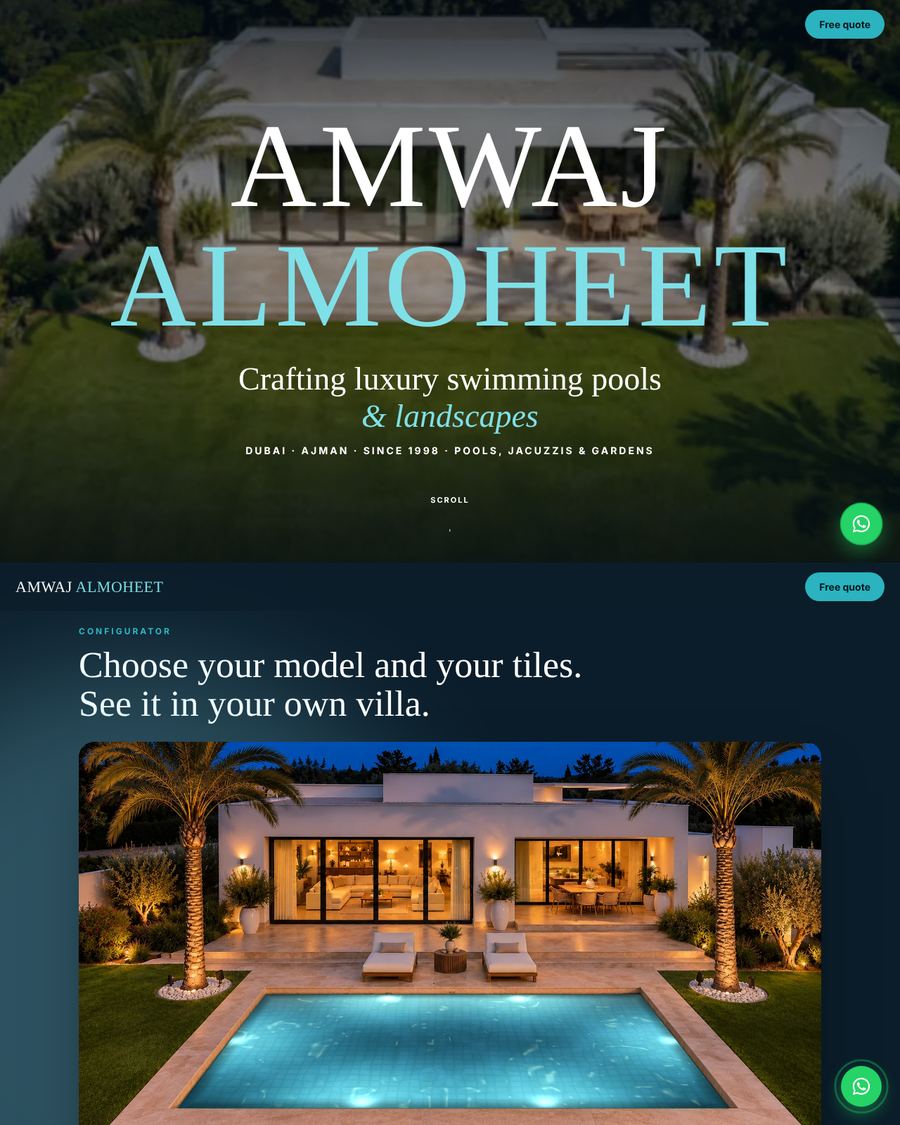 Free quote
AMWAJ
ALMOHEET
Crafting luxury swimming pools
& landscapes
DUBAI · AJMAN · SINCE 1998 · POOLS, JACUZZIS & GARDENS
SCROLL
AMWAJ ALMOHEET
Free quote
CONFIGURATOR
Choose your model and your tiles.
See it in your own villa.